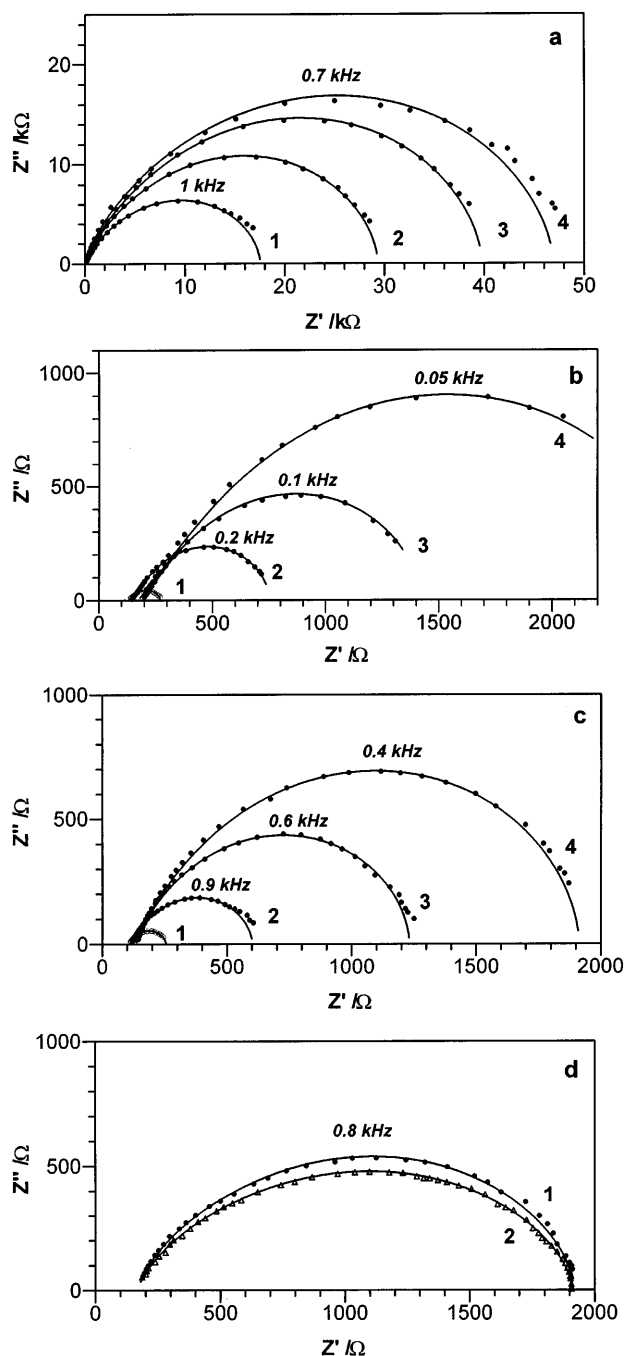 a
20
10
0
Z'' /kΩ
0.7 kHz
1 kHz
1
2
3
4
0 10 20 30 40 50
Z' /kΩ
b
1000
500
0
Z'' /Ω
0.05 kHz
0.1 kHz
0.2 kHz
1
2
3
4
0 500 1000 1500 2000
Z' /Ω
c
1000
500
0
Z'' /Ω
0.4 kHz
0.6 kHz
0.9 kHz
1
2
3
4
0 500 1000 1500 2000
Z' /Ω
d
1000
500
0
Z'' /Ω
0.8 kHz
1
2
0 500 1000 1500 2000
Z' /Ω